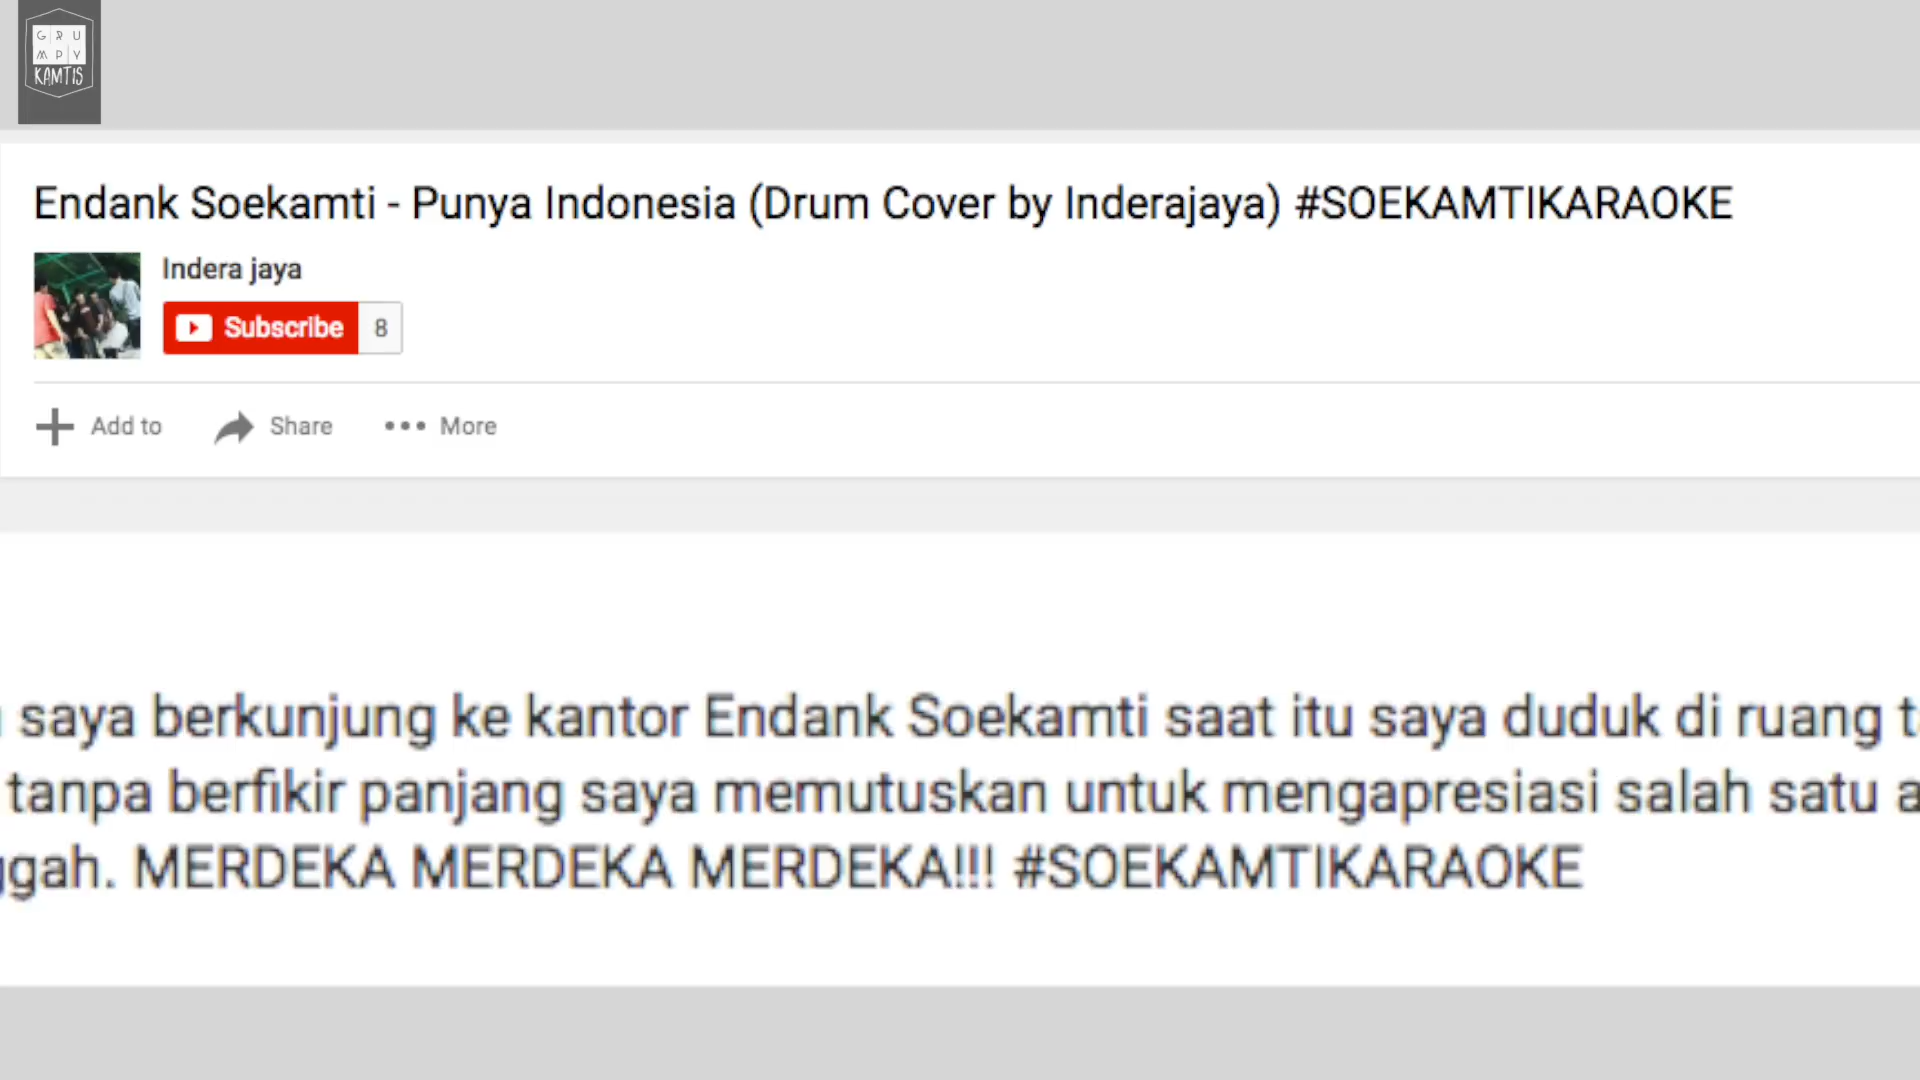 G R U
M P Y
KAMTIS
Endank Soekamti - Punya Indonesia (Drum Cover by Inderajaya) #SOEKAMTIKARAOKE
Indera jaya
Subscribe 8
Add to Share More
saya berkunjung ke kantor Endank Soekamti saat itu saya duduk di ruang
tanpa berfikir panjang saya memutuskan untuk mengapresiasi salah satu
ggah. MERDEKA MERDEKA MERDEKA!!! #SOEKAMTIKARAOKE